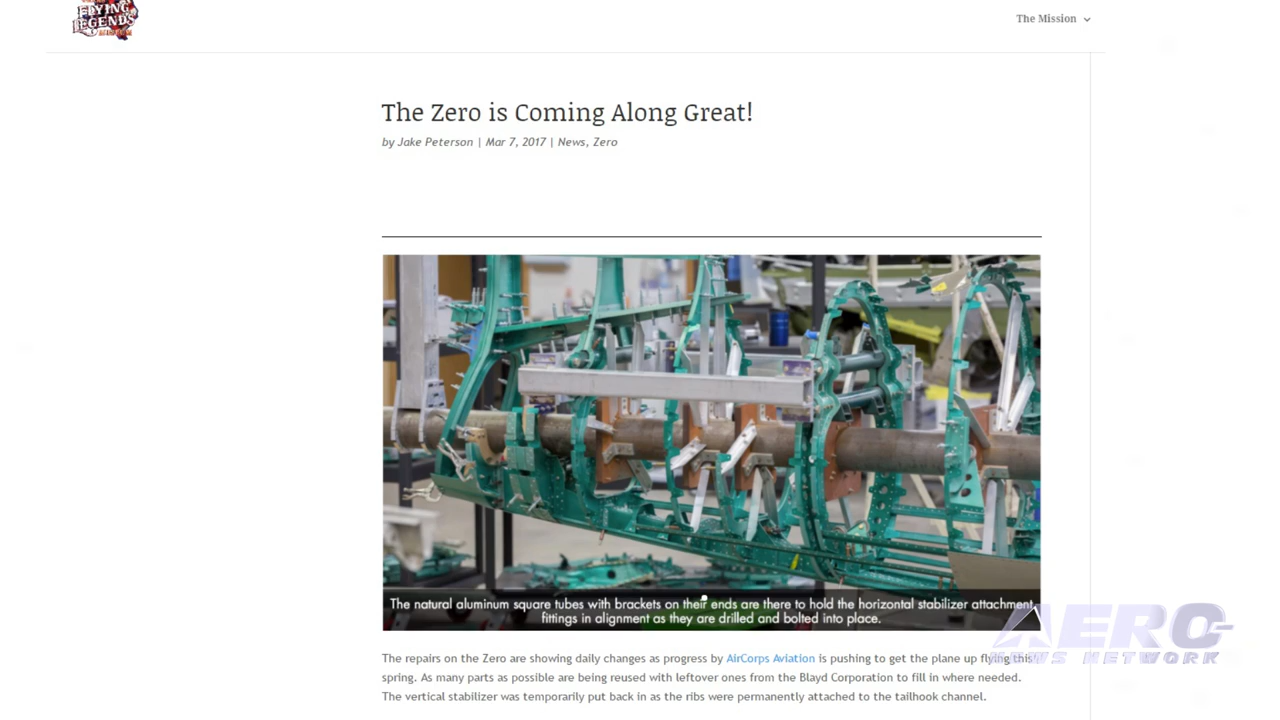 FLYING
LEGENDS
The Mission
The Zero is Coming Along Great!
by Jake Peterson | Mar 7, 2017 | News, Zero
The natural aluminum square tubes with brackets on their ends are there to hold the horizontal stabilizer attachment
fittings in alignment as they are drilled and bolted into place.
AERO
NEWS NETWORK
The repairs on the Zero are showing daily changes as progress by AirCorps Aviation is pushing to get the plane up flying this
spring. As many parts as possible are being reused with leftover ones from the Blayd Corporation to fill in where needed.
The vertical stabilizer was temporarily put back in as the ribs were permanently attached to the tailhook channel.